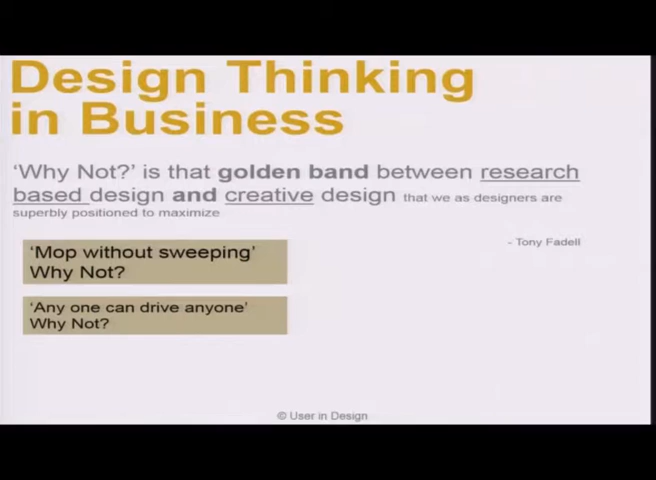 Design Thinking
in Business
‘Why Not?’ is that golden band between research
based design and creative design that we as designers are
superbly positioned to maximize
- Tony Fadell
‘Mop without sweeping’
Why Not?
‘Any one can drive anyone’
Why Not?
© User in Design